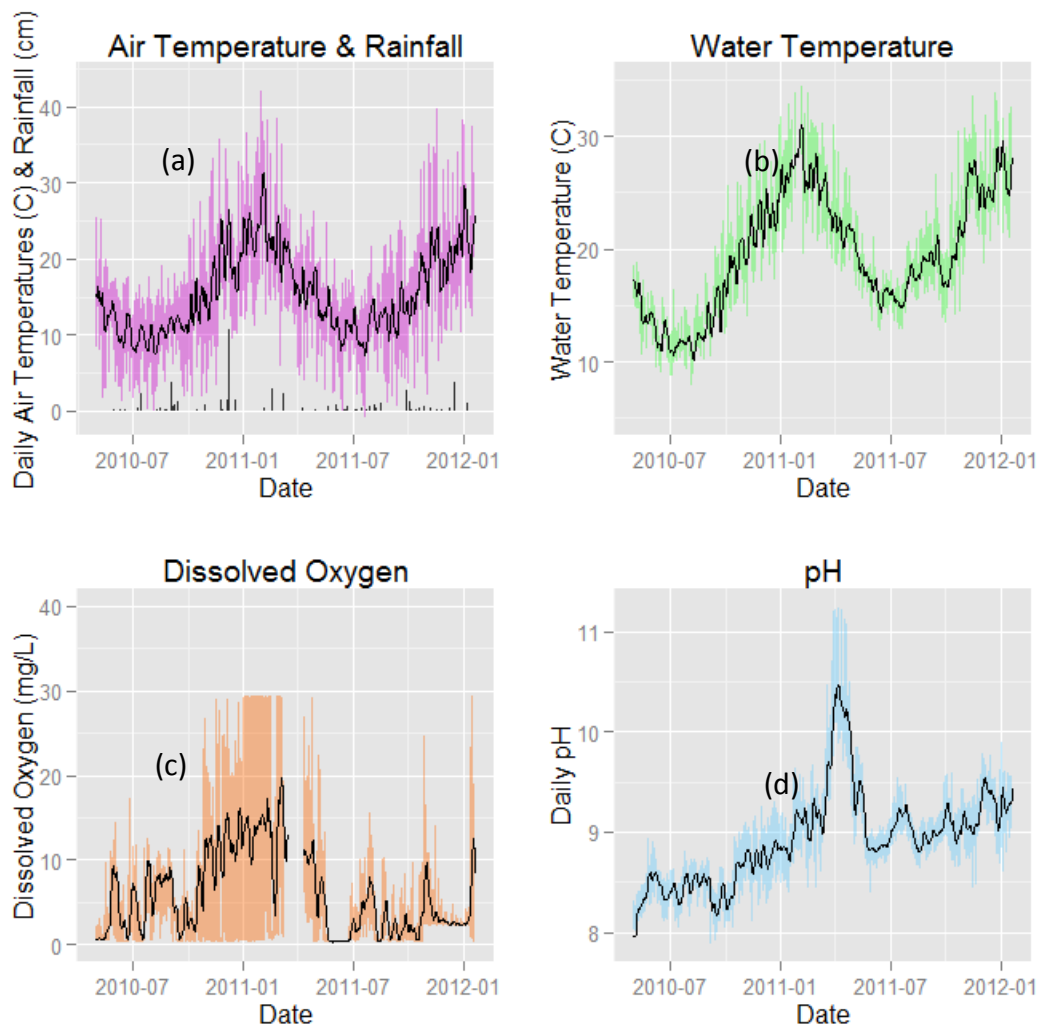 Air Temperature & Rainfall
Daily Air Temperatures (C) & Rainfall (cm)
40
30
20
10
0
(a)
2010-07 2011-01 2011-07 2012-01
Date
Water Temperature
Water Temperature (C)
30
20
10
(b)
2010-07 2011-01 2011-07 2012-01
Date
Dissolved Oxygen
Dissolved Oxygen (mg/L)
40
30
20
10
0
(c)
2010-07 2011-01 2011-07 2012-01
Date
pH
Daily pH
11
10
9
8
(d)
2010-07 2011-01 2011-07 2012-01
Date